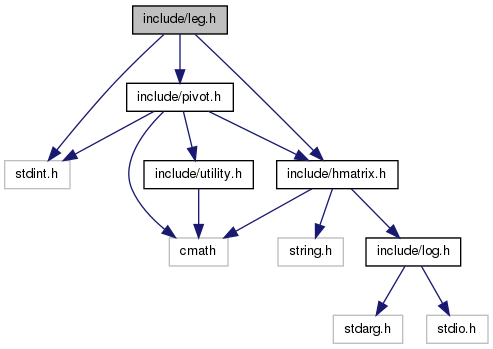 include/leg.h
include/pivot.h
stdint.h
include/utility.h
include/hmatrix.h
cmath
string.h
include/log.h
stdarg.h
stdio.h